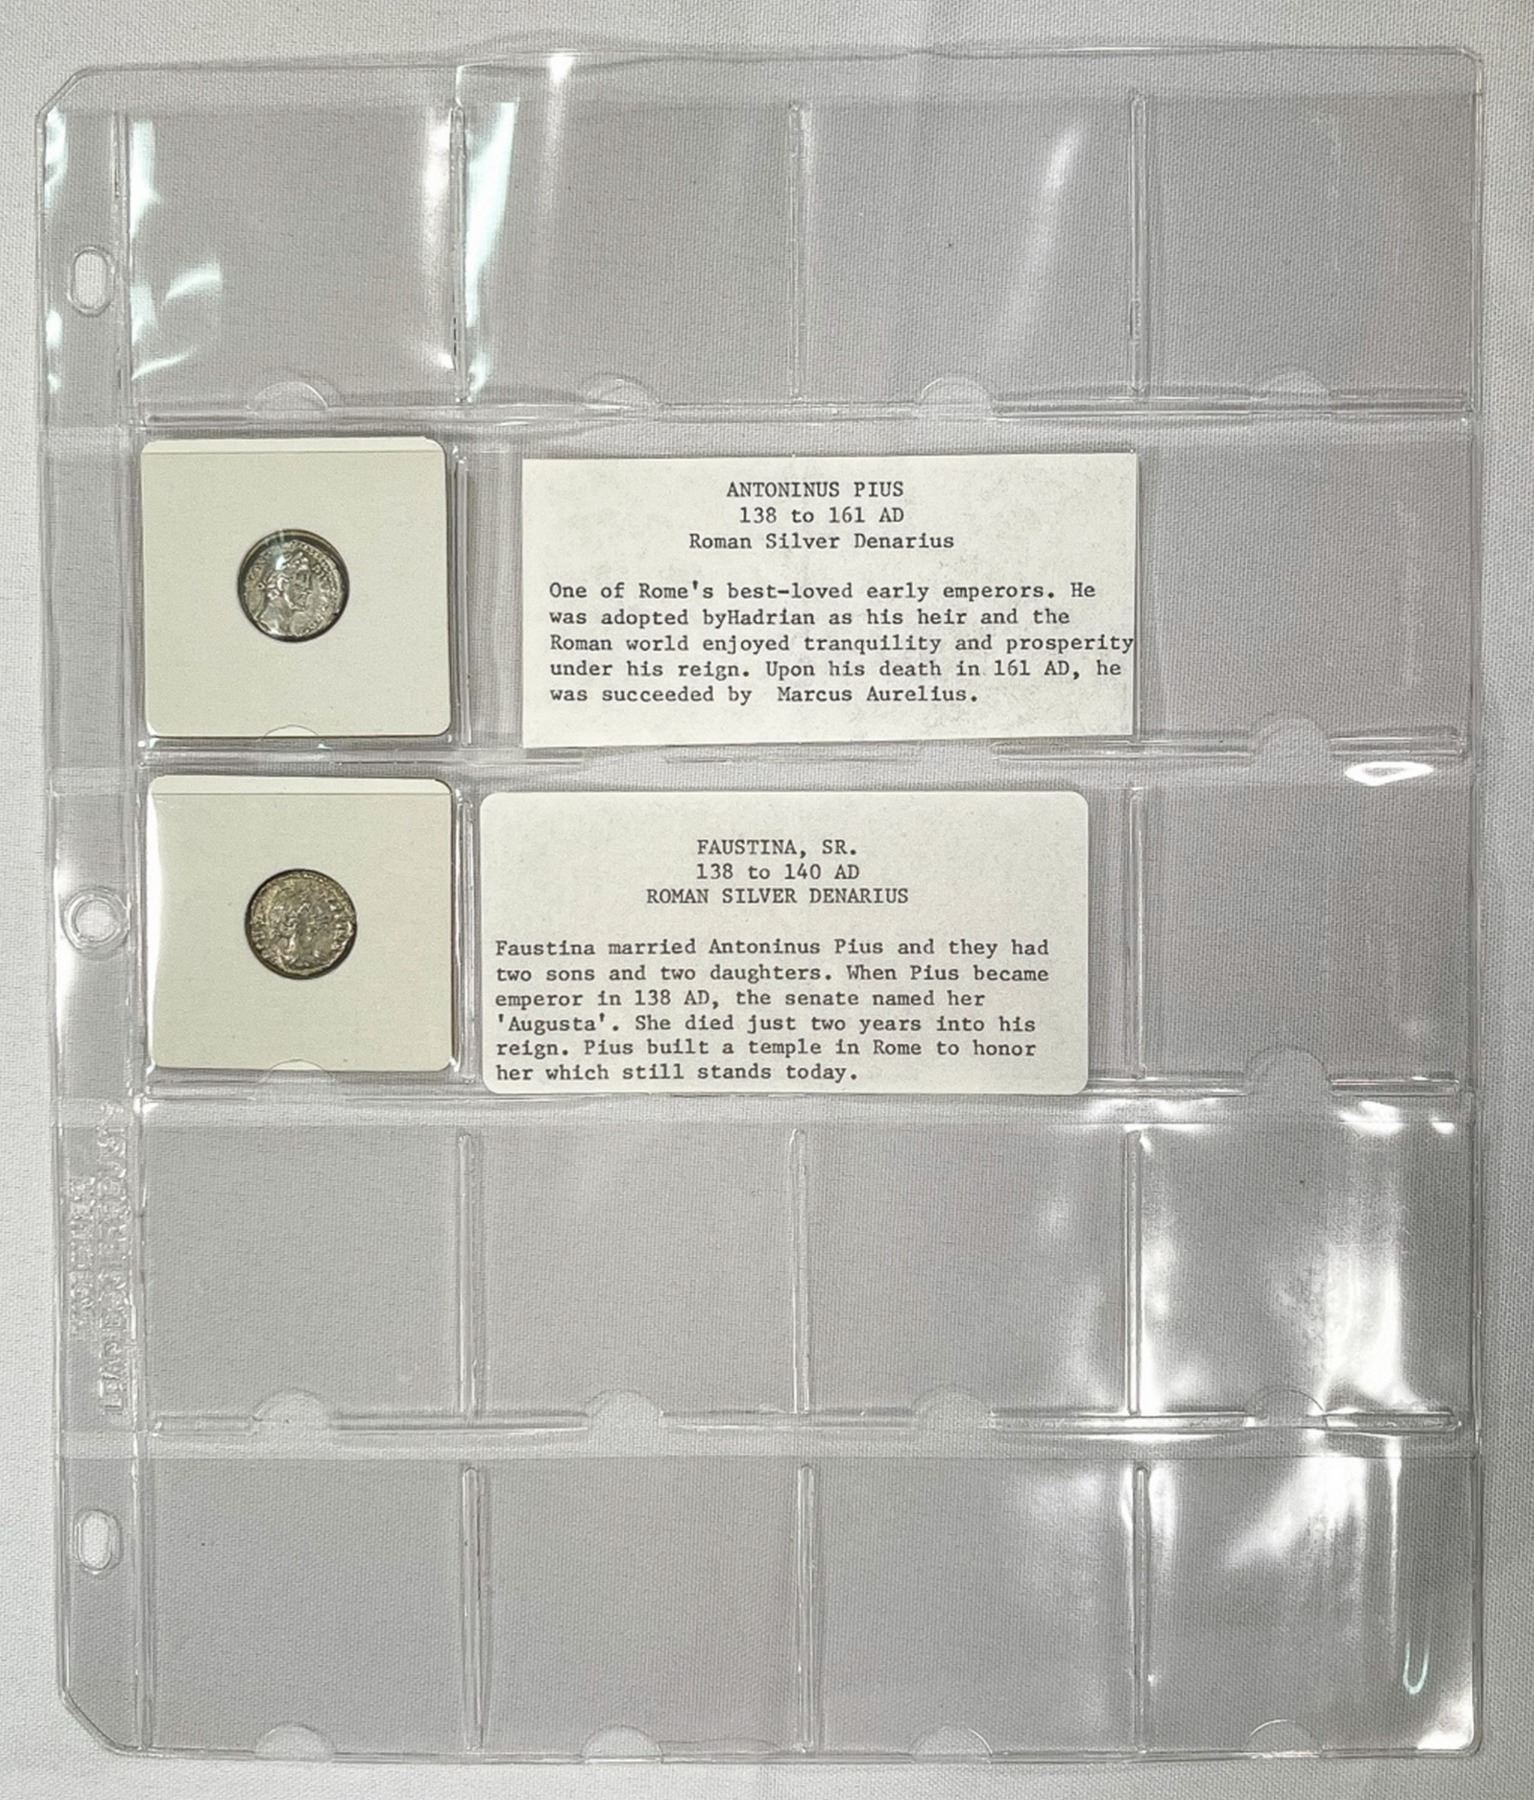 ANTONINUS PIUS
138 to 161 AD
Roman Silver Denarius
One of Rome's best-loved early emperors. He
was adopted byHadrian as his heir and the
Roman world enjoyed tranquility and prosperity
under his reign. Upon his death in 161 AD, he
was succeeded by  Marcus Aurelius.
FAUSTINA, SR.
138 to 140 AD
ROMAN SILVER DENARIUS
Faustina married Antoninus Pius and they had
two sons and two daughters. When Pius became
emperor in 138 AD, the senate named her
'Augusta'. She died just two years into his
reign. Pius built a temple in Rome to honor
her which still stands today.